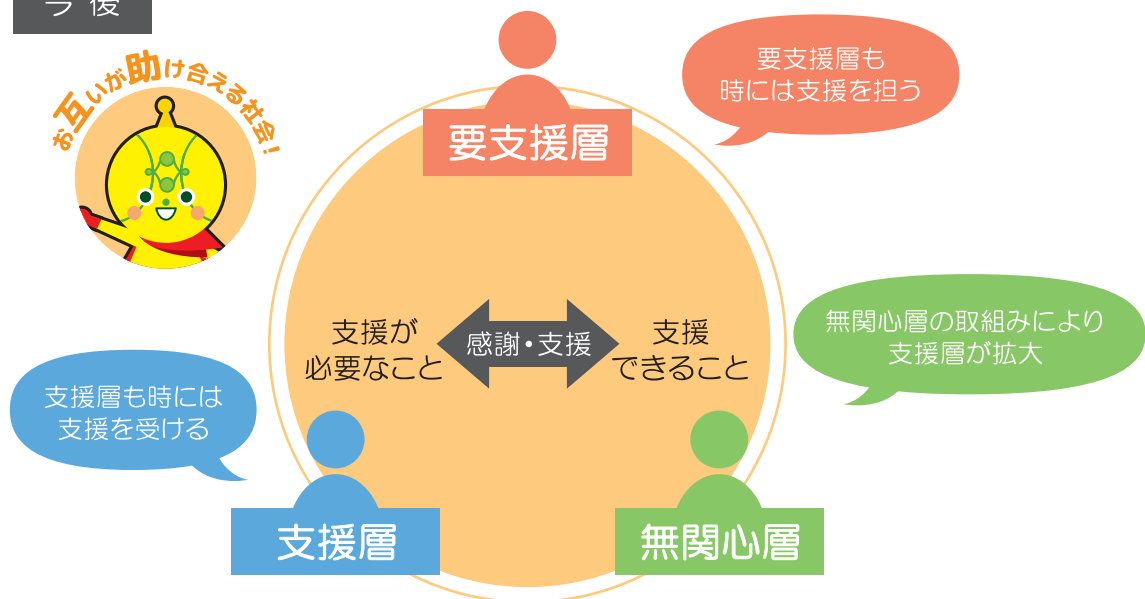 今後
お互いが助け合える社会！
要支援層
要支援層も
時には支援を担う
支援が
必要なこと
感謝・支援
支援
できること
無関心層の取組みにより
支援層が拡大
支援層も時には
支援を受ける
支援層
無関心層